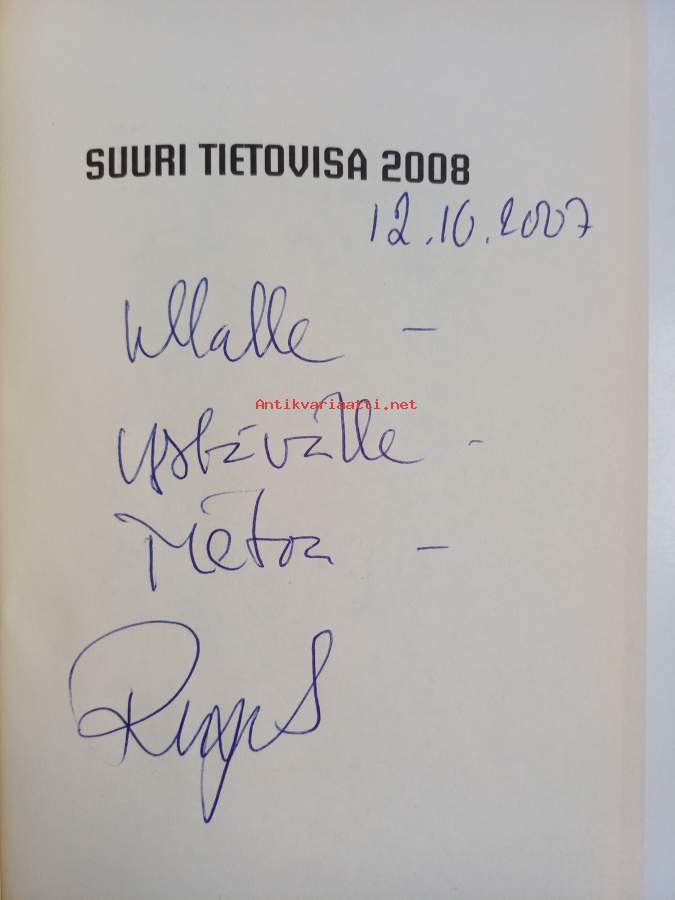 SUURI TIETOVISA 2008
12.10.2007
Ullalle –
Antikvariaatti.net
ystävälle -
Tietoa –